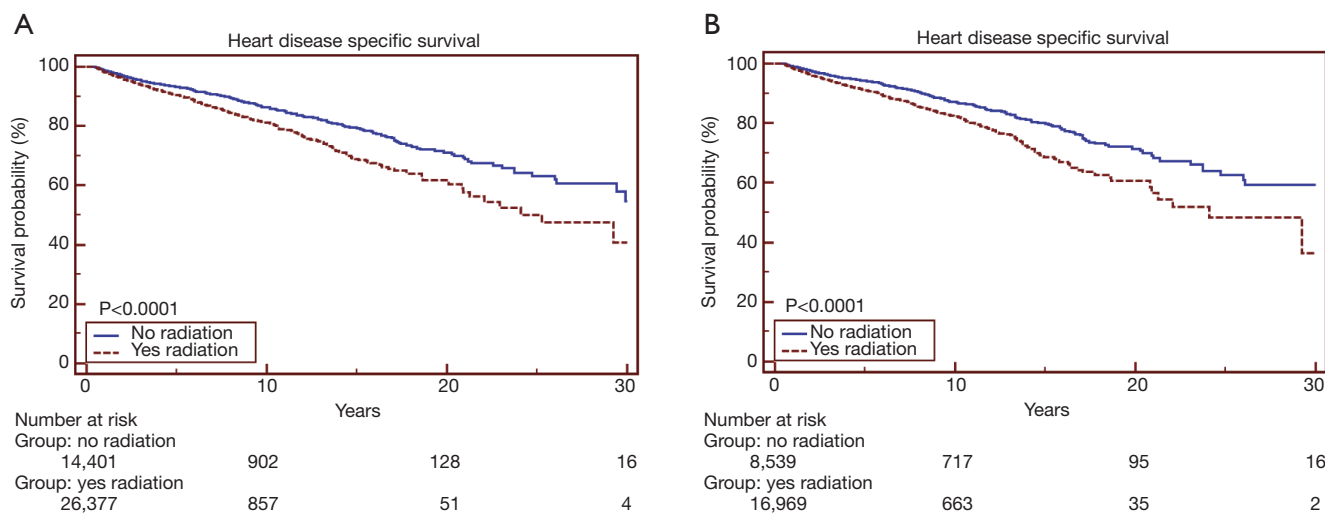 A
Heart disease specific survival
100
80
60
40
20
0
Survival probability (%)
P<0.0001
No radiation
Yes radiation
0 10 20 30
Years
Number at risk
Group: no radiation
14,401 902 128 16
Group: yes radiation
26,377 857 51 4
B
Heart disease specific survival
100
80
60
40
20
0
Survival probability (%)
P<0.0001
No radiation
Yes radiation
0 10 20 30
Years
Number at risk
Group: no radiation
8,539 717 95 16
Group: yes radiation
16,969 663 35 2